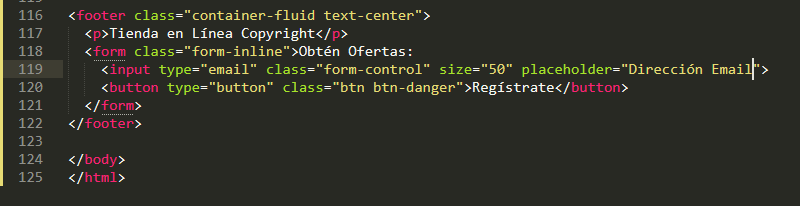 116 <footer class="container-fluid text-center">
117 <p>Tienda en Línea Copyright</p>
118 <form class="form-inline">Obtén Ofertas:
119 <input type="email" class="form-control" size="50" placeholder="Dirección Email">
120 <button type="button" class="btn btn-danger">Regístrate</button>
121 </form>
122 </footer>
123
124 </body>
125 </html>